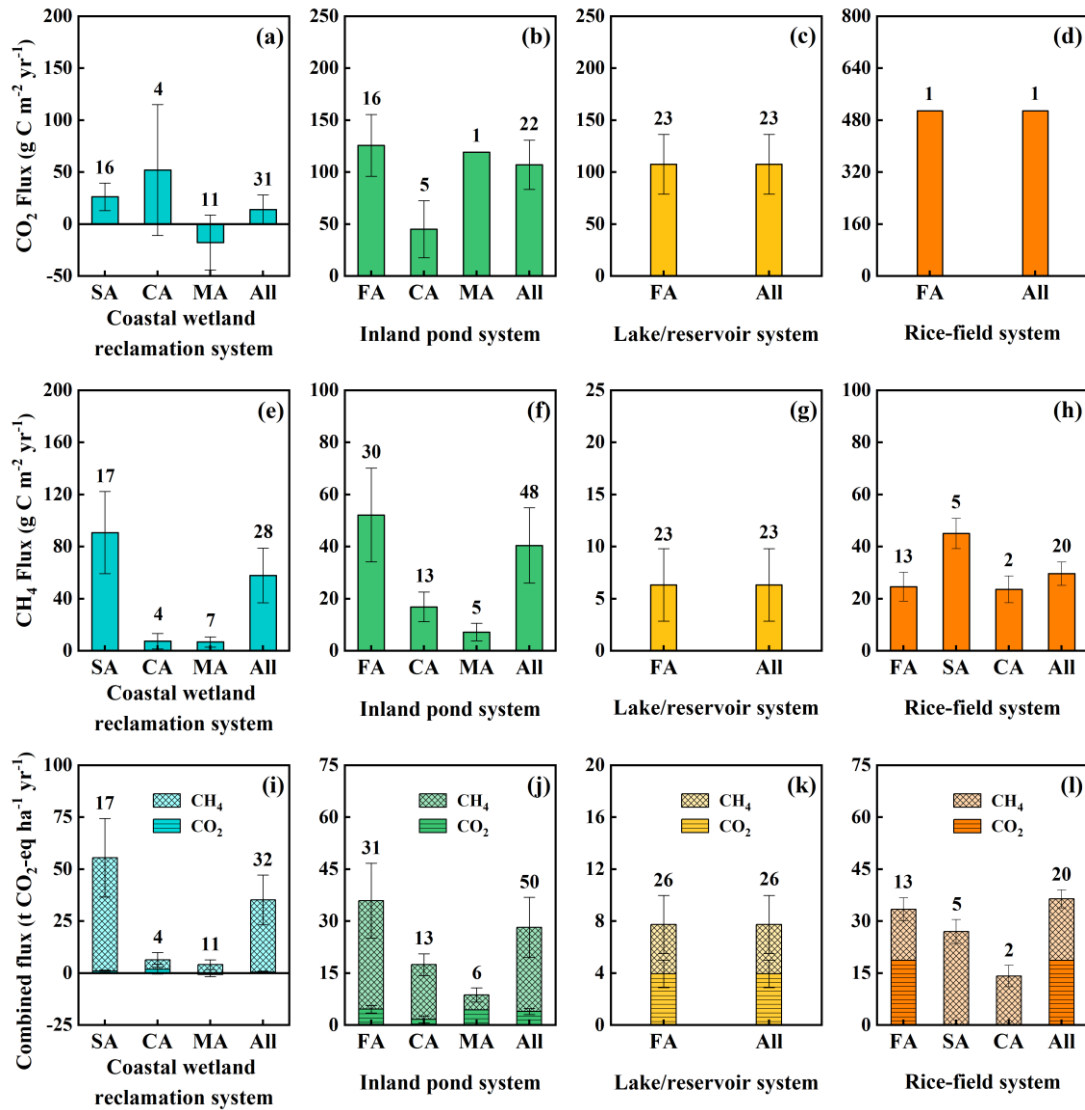 CO₂ Flux (g C m⁻² yr⁻¹)
200
150
100
50
0
-50
(a)
16
4
11
31
SA CA MA All
Coastal wetland
reclamation system
250
200
150
100
50
0
(b)
16
5
1
22
FA CA MA All
Inland pond system
250
200
150
100
50
0
(c)
23
23
FA All
Lake/reservoir system
800
640
480
320
160
0
(d)
1
1
FA All
Rice-field system
CH₄ Flux (g C m⁻² yr⁻¹)
200
160
120
80
40
0
(e)
17
4
7
28
SA CA MA All
Coastal wetland
reclamation system
100
80
60
40
20
0
(f)
30
13
5
48
FA CA MA All
Inland pond system
25
20
15
10
5
0
(g)
23
23
FA All
Lake/reservoir system
100
80
60
40
20
0
(h)
13
5
2
20
FA SA CA All
Rice-field system
Combined flux (t CO₂-eq ha⁻¹ yr⁻¹)
100
75
50
25
0
-25
(i)
CH₄
CO₂
17
4
11
32
SA CA MA All
Coastal wetland
reclamation system
75
60
45
30
15
0
(j)
CH₄
CO₂
31
13
6
50
FA CA MA All
Inland pond system
20
16
12
8
4
0
(k)
CH₄
CO₂
26
26
FA All
Lake/reservoir system
75
60
45
30
15
0
(l)
CH₄
CO₂
13
5
2
20
FA SA CA All
Rice-field system